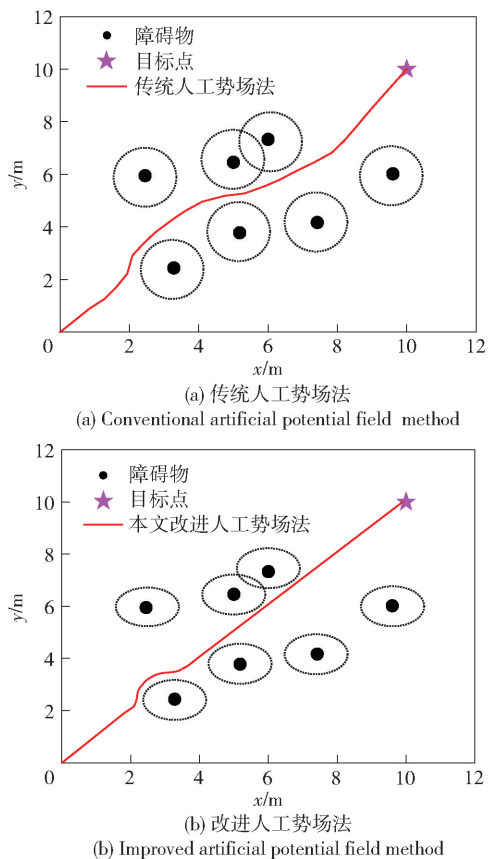 12
障碍物
目标点
10
传统人工势场法
8
6
y/m
4
2
0
2
4
6
8
10
12
x/m
(a) 传统人工势场法
(a) Conventional artificial potential field method
12
障碍物
目标点
10
本文改进人工势场法
8
6
y/m
4
2
0
2
4
6
8
10
12
x/m
(b) 改进人工势场法
(b) Improved artificial potential field method